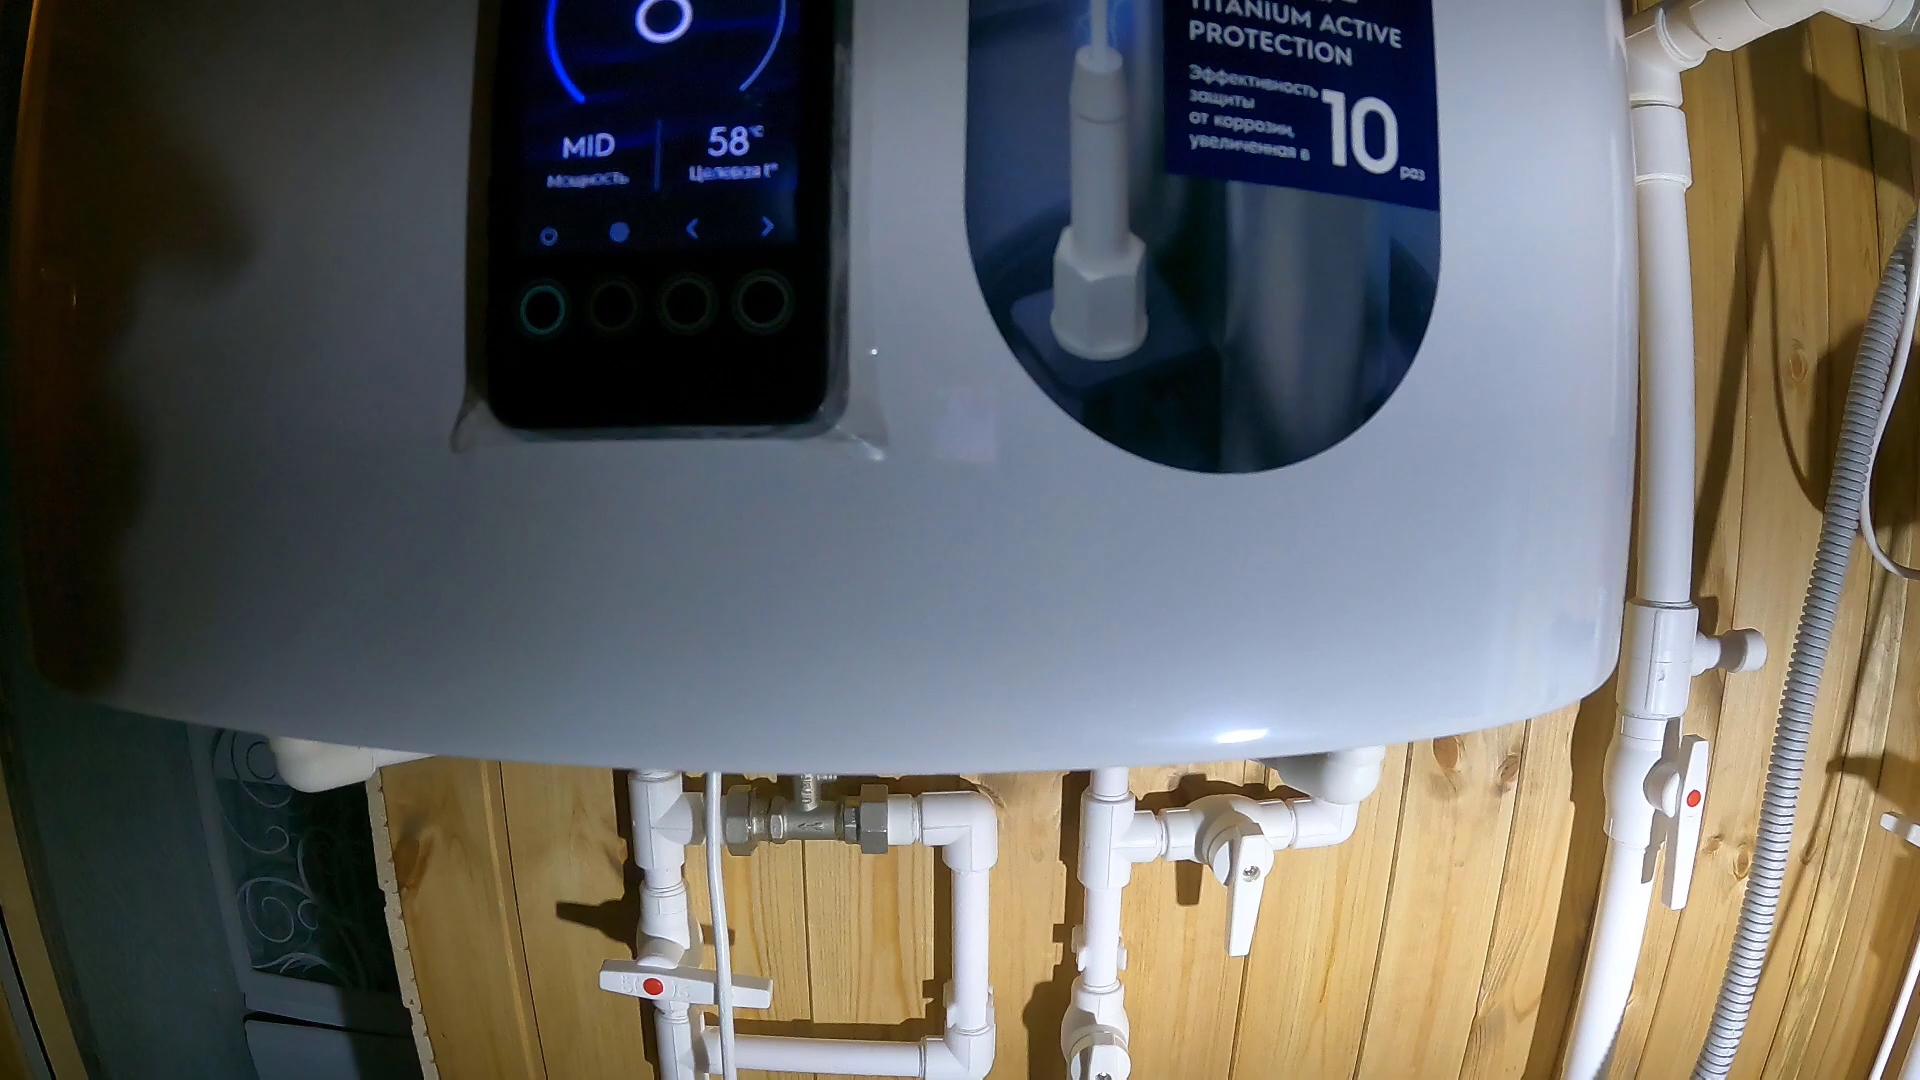 TITANIUM ACTIVE
PROTECTION
Эффективность
защиты
от коррозии,
увеличенная в
10 раз
MID
58°C
Мощность
Целевая t°